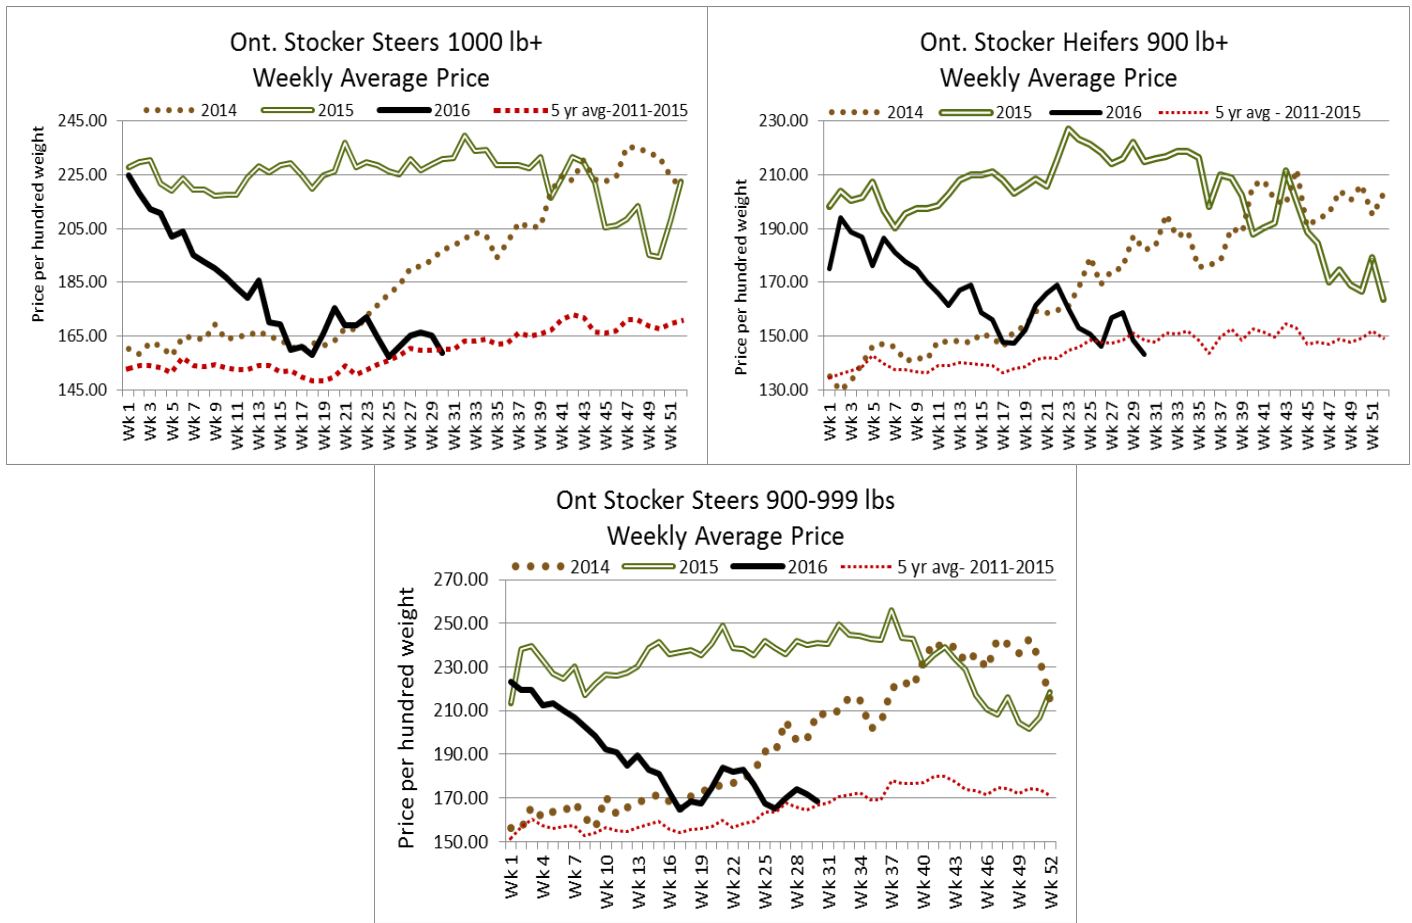 Ont. Stocker Steers 1000 lb+
Weekly Average Price
2014 2015 2016 5 yr avg-2011-2015
Price per hundred weight
245.00
225.00
205.00
185.00
165.00
145.00
Wk 1 Wk 3 Wk 5 Wk 7 Wk 9 Wk 11 Wk 13 Wk 15 Wk 17 Wk 19 Wk 21 Wk 23 Wk 25 Wk 27 Wk 29 Wk 31 Wk 33 Wk 35 Wk 37 Wk 39 Wk 41 Wk 43 Wk 45 Wk 47 Wk 49 Wk 51
Ont. Stocker Heifers 900 lb+
Weekly Average Price
2014 2015 2016 5 yr avg - 2011-2015
Price per hundred weight
230.00
210.00
190.00
170.00
150.00
130.00
Wk 1 Wk 3 Wk 5 Wk 7 Wk 9 Wk 11 Wk 13 Wk 15 Wk 17 Wk 19 Wk 21 Wk 23 Wk 25 Wk 27 Wk 29 Wk 31 Wk 33 Wk 35 Wk 37 Wk 39 Wk 41 Wk 43 Wk 45 Wk 47 Wk 49 Wk 51
Ont Stocker Steers 900-999 lbs
Weekly Average Price
2014 2015 2016 5 yr avg- 2011-2015
Price per hundred weight
270.00
250.00
230.00
210.00
190.00
170.00
150.00
Wk 1 Wk 4 Wk 7 Wk 10 Wk 13 Wk 16 Wk 19 Wk 22 Wk 25 Wk 28 Wk 31 Wk 34 Wk 37 Wk 40 Wk 43 Wk 46 Wk 49 Wk 52